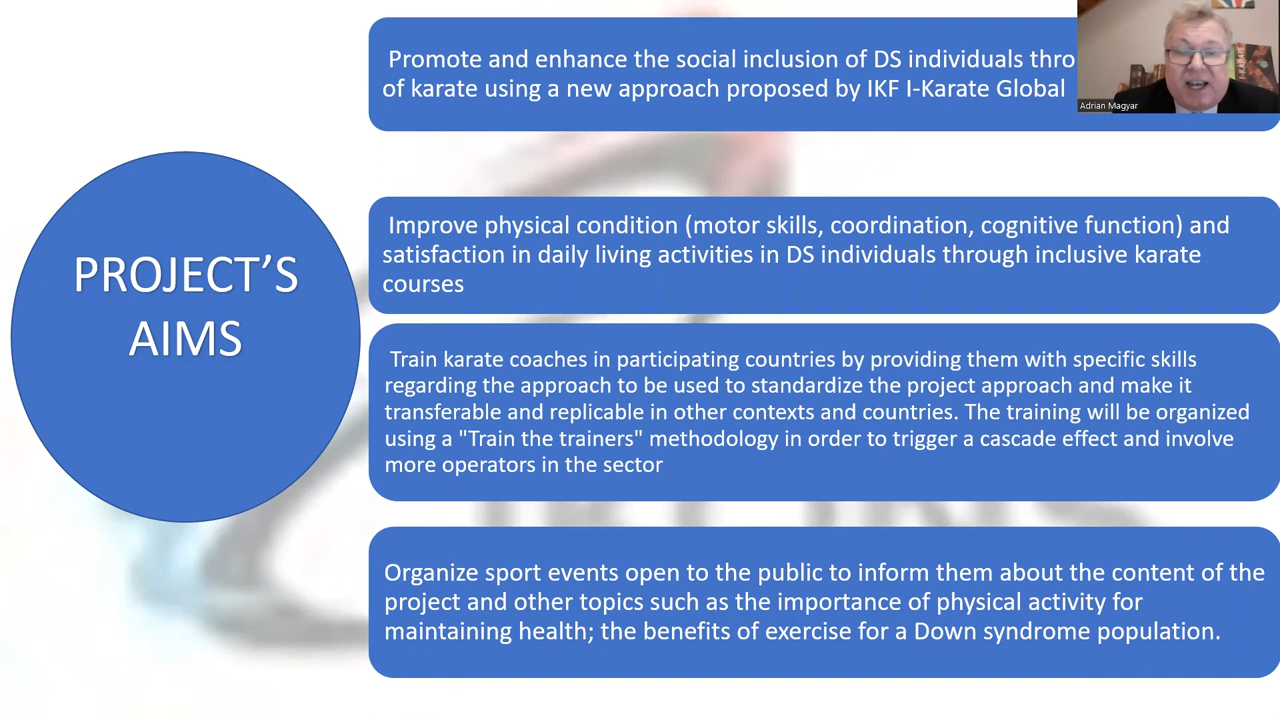 Promote and enhance the social inclusion of DS individuals thro
of karate using a new approach proposed by IKF I-Karate Global
Adrian Magyar
PROJECT'S
AIMS
Improve physical condition (motor skills, coordination, cognitive function) and
satisfaction in daily living activities in DS individuals through inclusive karate
courses
Train karate coaches in participating countries by providing them with specific skills
regarding the approach to be used to standardize the project approach and make it
transferable and replicable in other contexts and countries. The training will be organized
using a "Train the trainers" methodology in order to trigger a cascade effect and involve
more operators in the sector
Organize sport events open to the public to inform them about the content of the
project and other topics such as the importance of physical activity for
maintaining health; the benefits of exercise for a Down syndrome population.